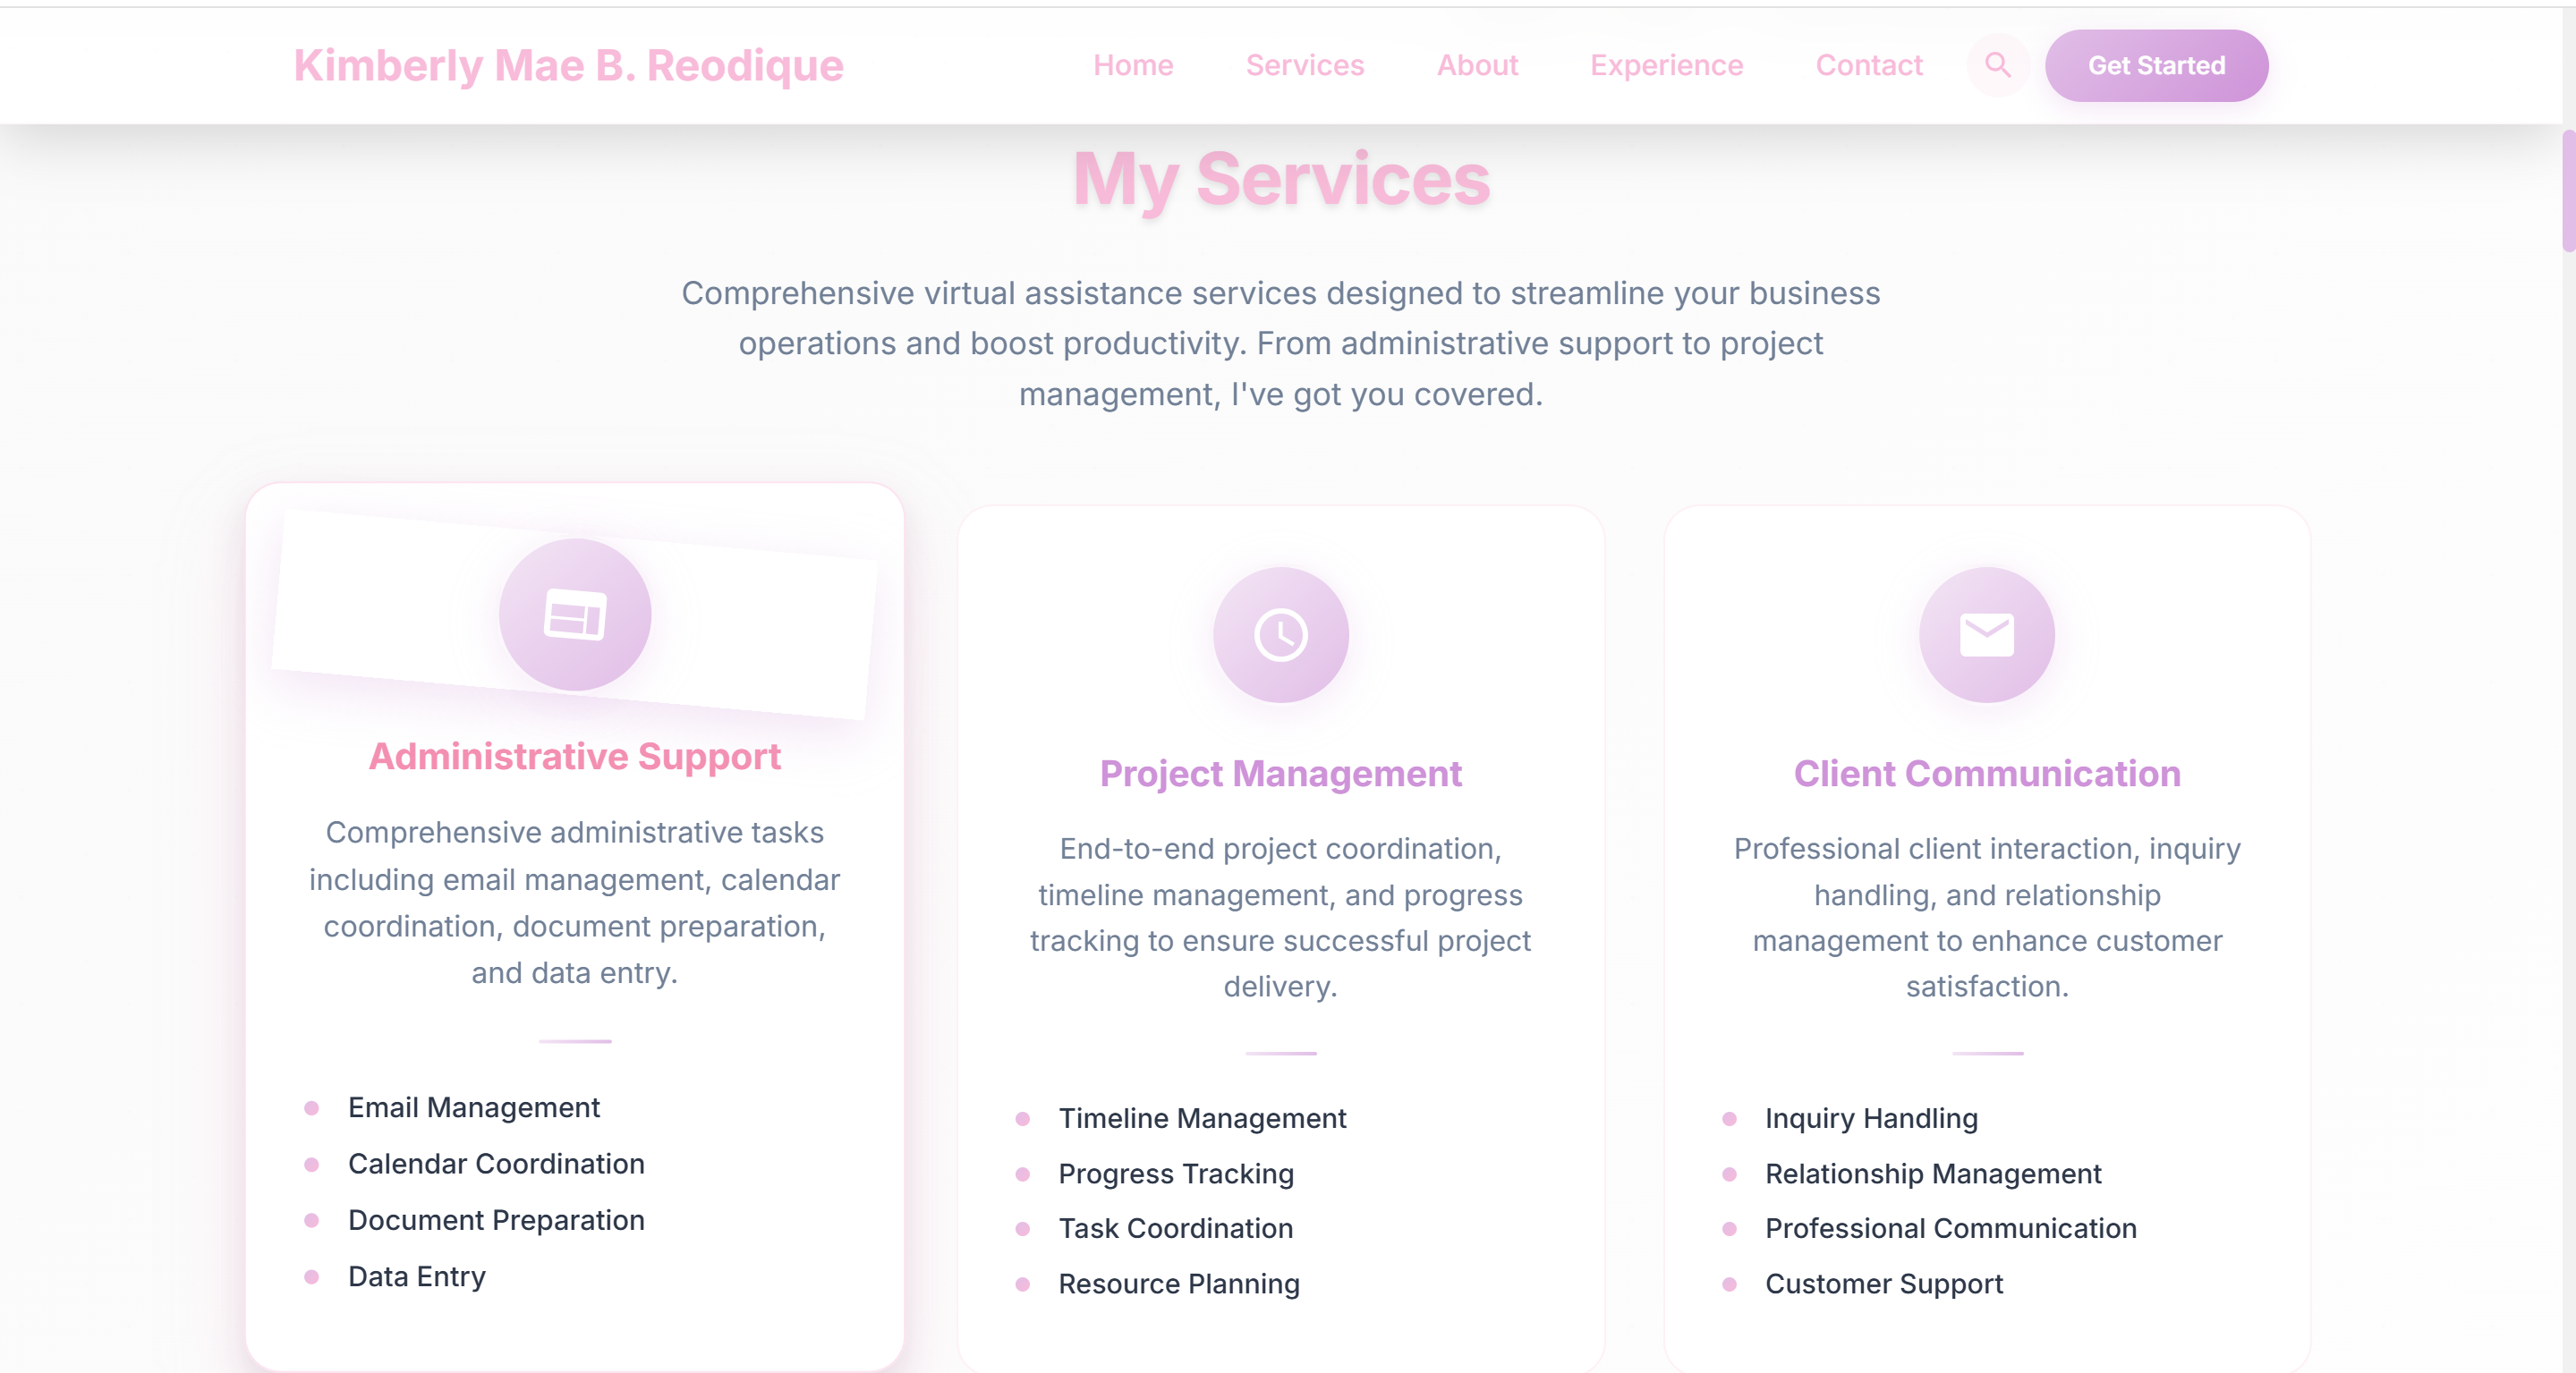 Kimberly Mae B. Reodique
Home
Services
About
Experience
Contact
Get Started
My Services
Comprehensive virtual assistance services designed to streamline your business
operations and boost productivity. From administrative support to project
management, I've got you covered.
Administrative Support
Comprehensive administrative tasks
including email management, calendar
coordination, document preparation,
and data entry.
Email Management
Calendar Coordination
Document Preparation
Data Entry
Project Management
End-to-end project coordination,
timeline management, and progress
tracking to ensure successful project
delivery.
Timeline Management
Progress Tracking
Task Coordination
Resource Planning
Client Communication
Professional client interaction, inquiry
handling, and relationship
management to enhance customer
satisfaction.
Inquiry Handling
Relationship Management
Professional Communication
Customer Support